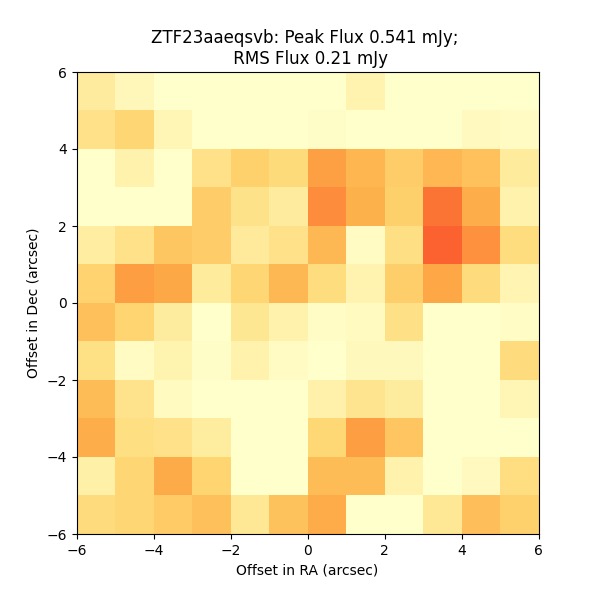 ZTF23aaeqsvb: Peak Flux 0.541 mJy;
RMS Flux 0.21 mJy
6
4
2
0
−2
−4
−6
Offset in Dec (arcsec)
−6 −4 −2 0 2 4 6
Offset in RA (arcsec)